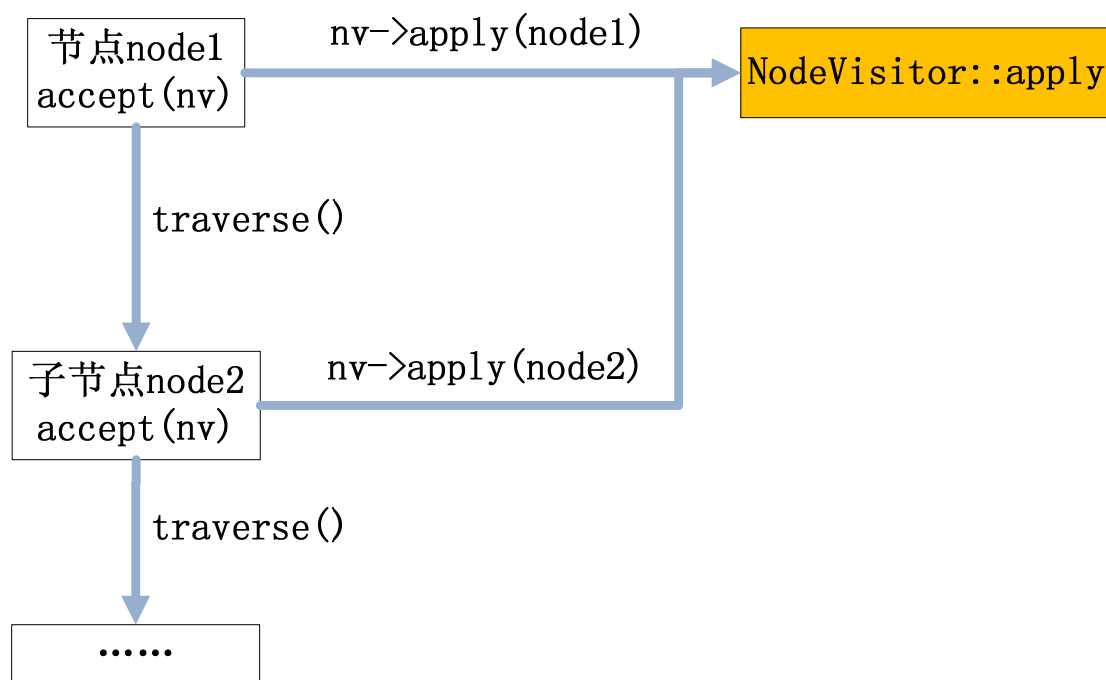 节点node1
accept(nv)
nv->apply(node1)
NodeVisitor::apply
traverse()
子节点node2
accept(nv)
nv->apply(node2)
traverse()
……